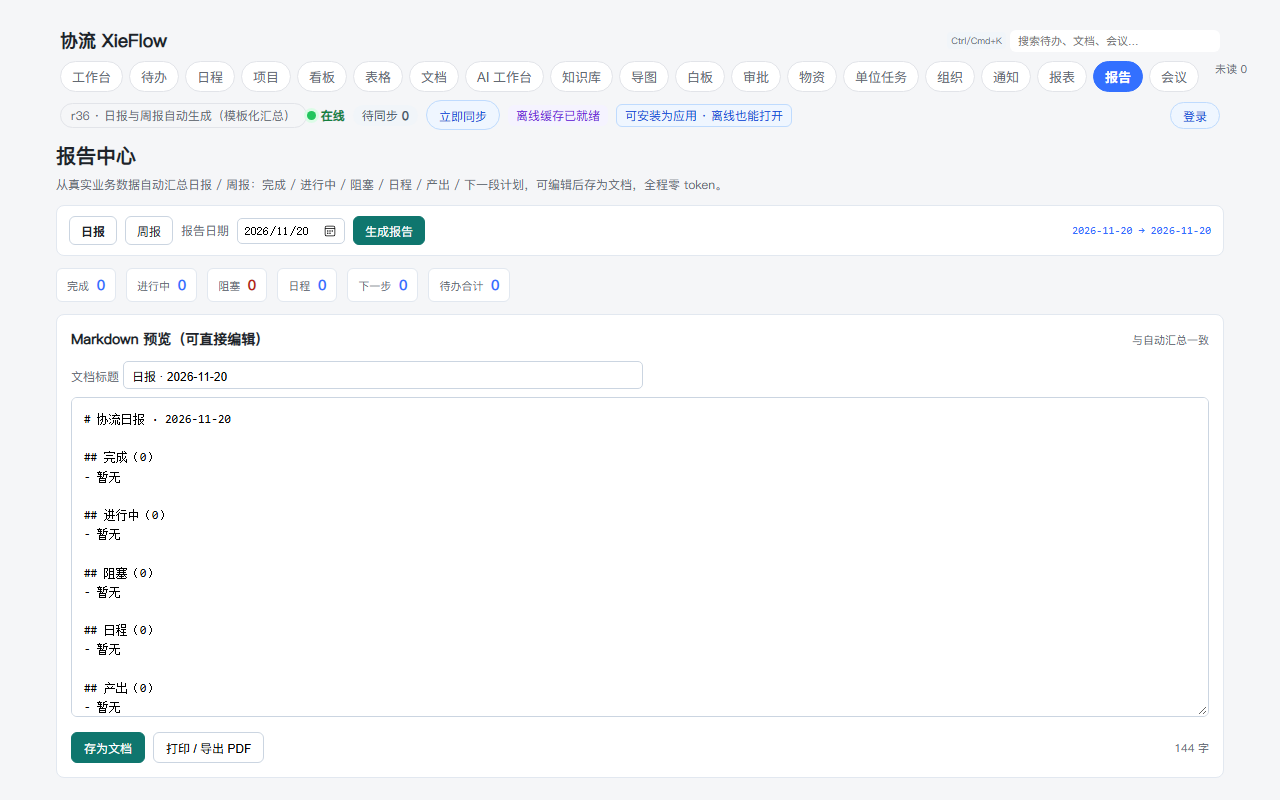 协流 XieFlow
Ctrl/Cmd+K 搜索待办、文档、会议...
工作台 待办 日程 项目 看板 表格 文档 AI 工作台 知识库 导图 白板 审批 物资 单位任务 组织 通知 报表 报告 会议 未读 0
r36 · 日报与周报自动生成（模板化汇总） 在线 待同步 0 立即同步 离线缓存已就绪 可安装为应用 · 离线也能打开 登录
报告中心
从真实业务数据自动汇总日报 / 周报：完成 / 进行中 / 阻塞 / 日程 / 产出 / 下一段计划，可编辑后存为文档，全程零 token。
日报 周报 报告日期 2026/11/20 生成报告 2026-11-20 → 2026-11-20
完成 0 进行中 0 阻塞 0 日程 0 下一步 0 待办合计 0
Markdown 预览（可直接编辑） 与自动汇总一致
文档标题 日报 · 2026-11-20
# 协流日报 · 2026-11-20
## 完成（0）
- 暂无
## 进行中（0）
- 暂无
## 阻塞（0）
- 暂无
## 日程（0）
- 暂无
## 产出（0）
- 暂无
存为文档 打印 / 导出 PDF 144 字